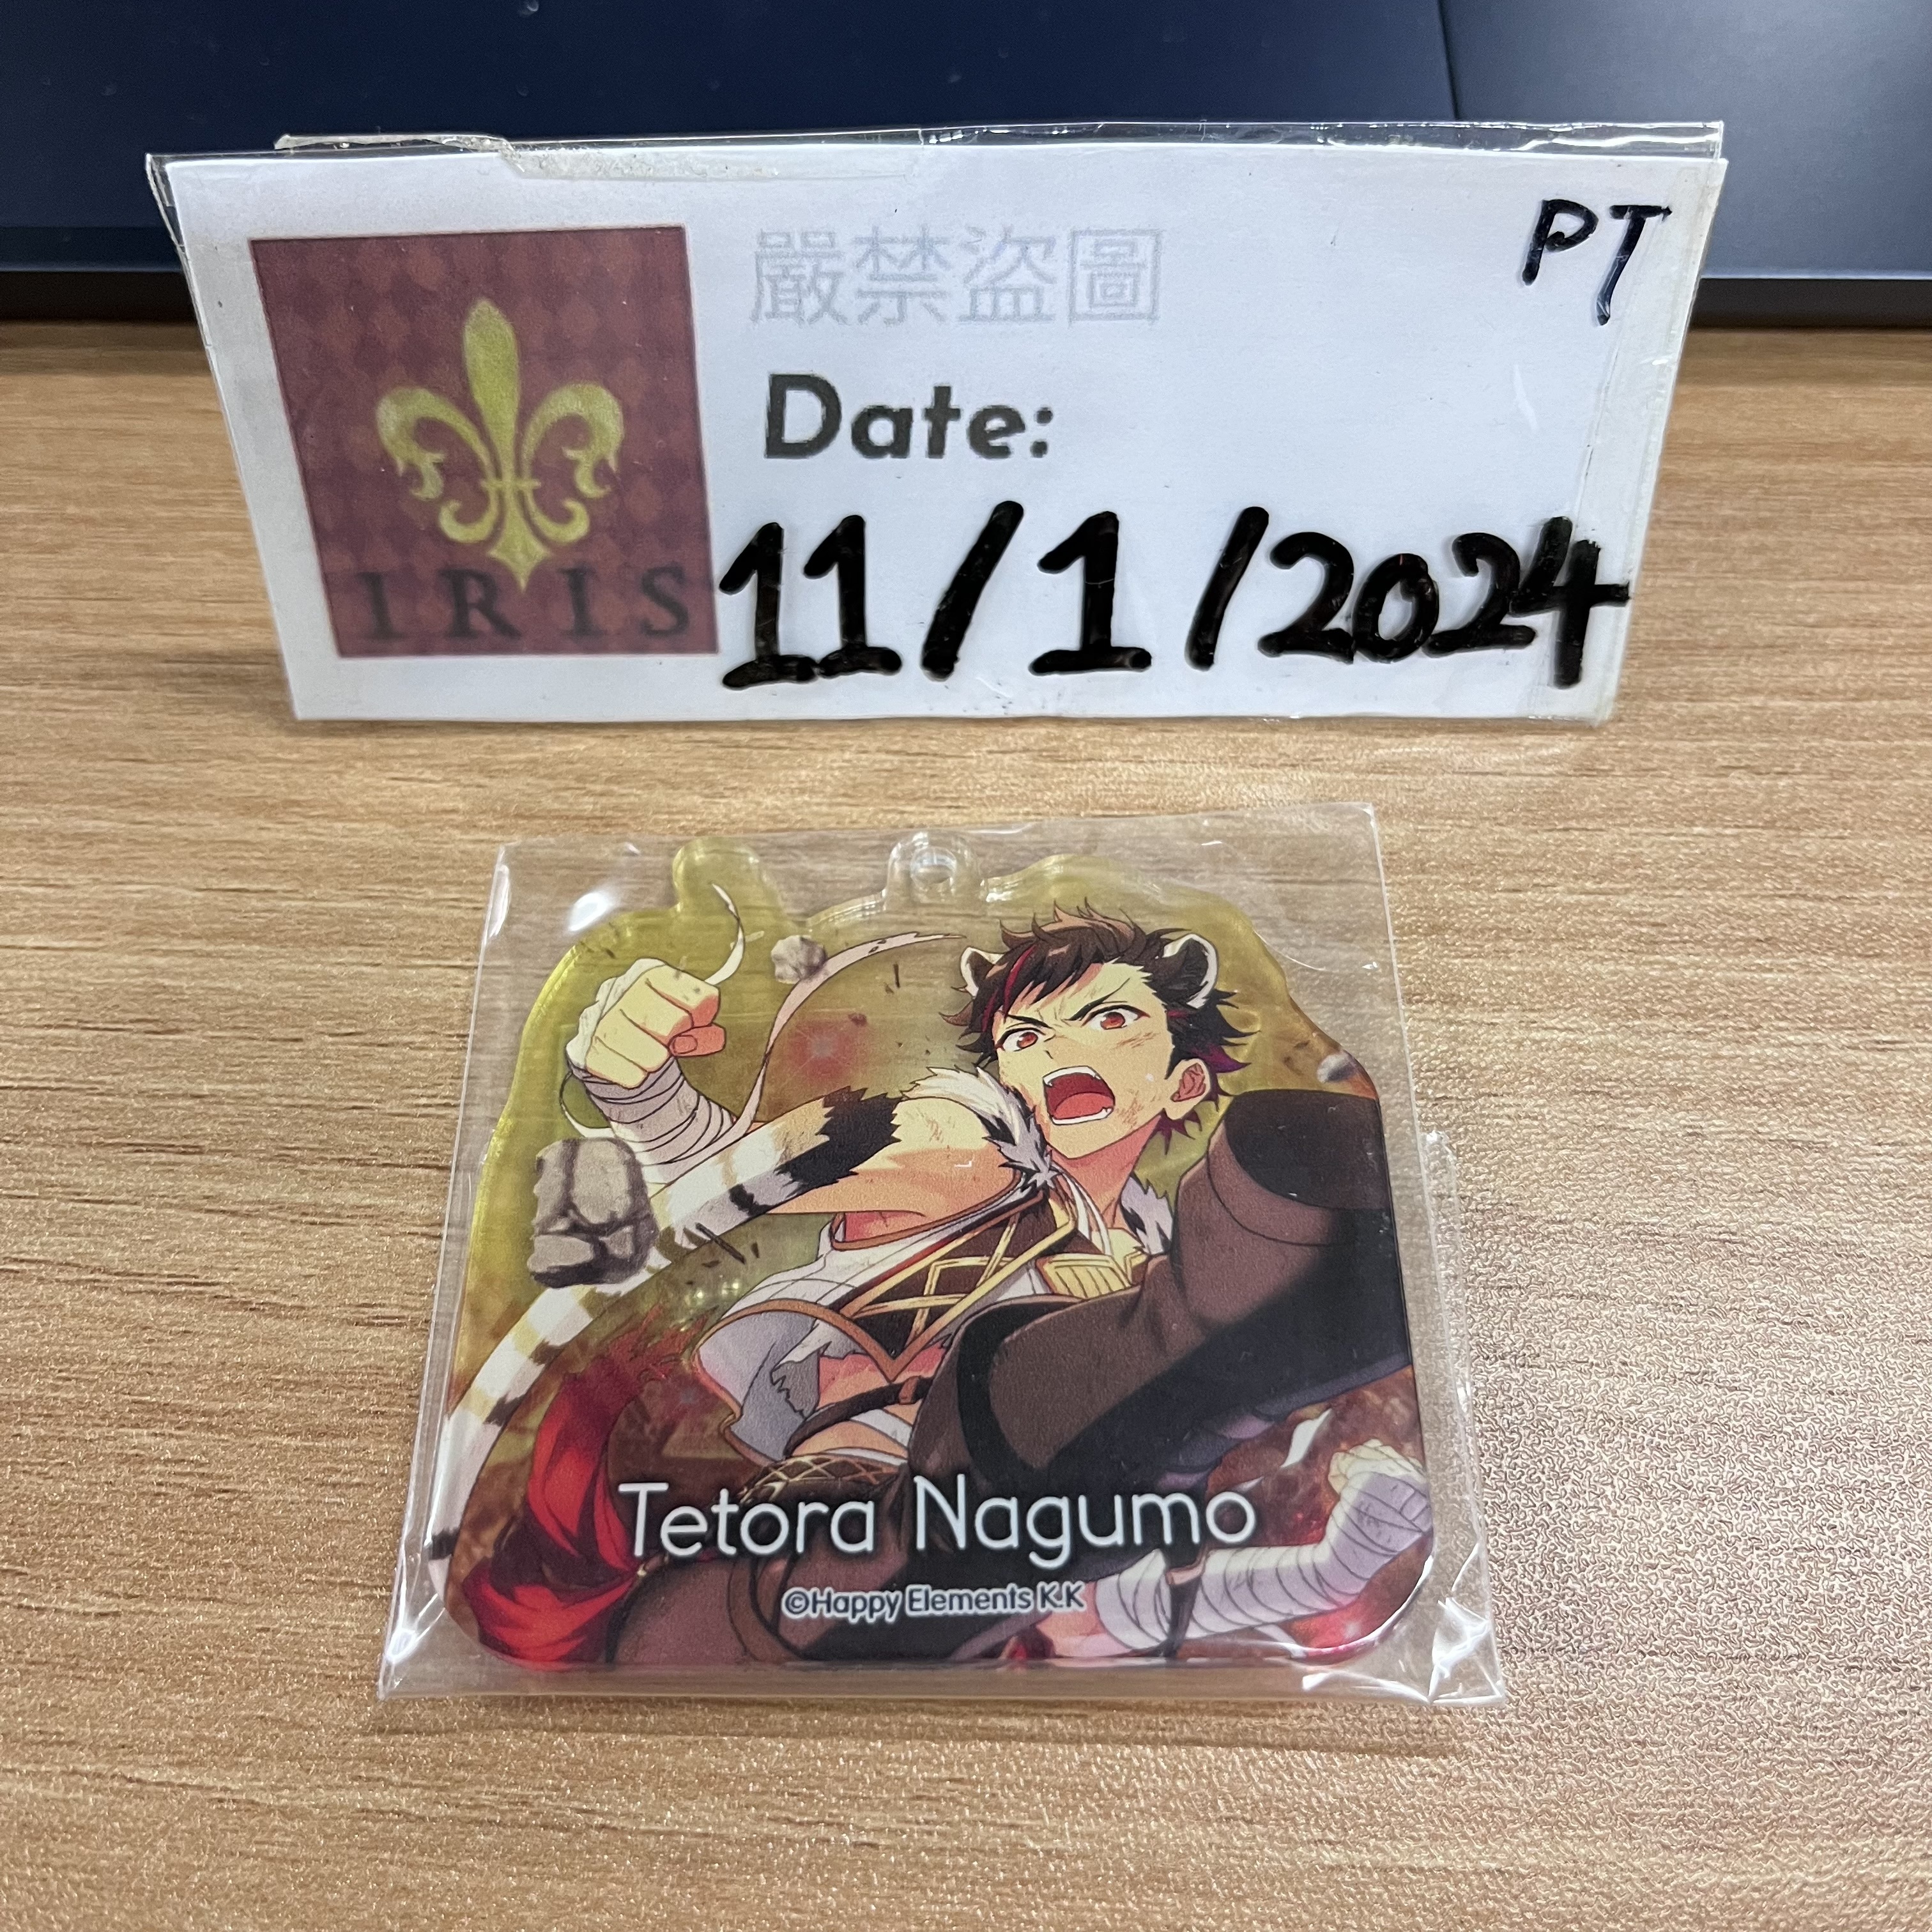 PT
嚴禁盜圖
Date:
11/1/2024
IRIS
Tetora Nagumo
©Happy Elements K.K